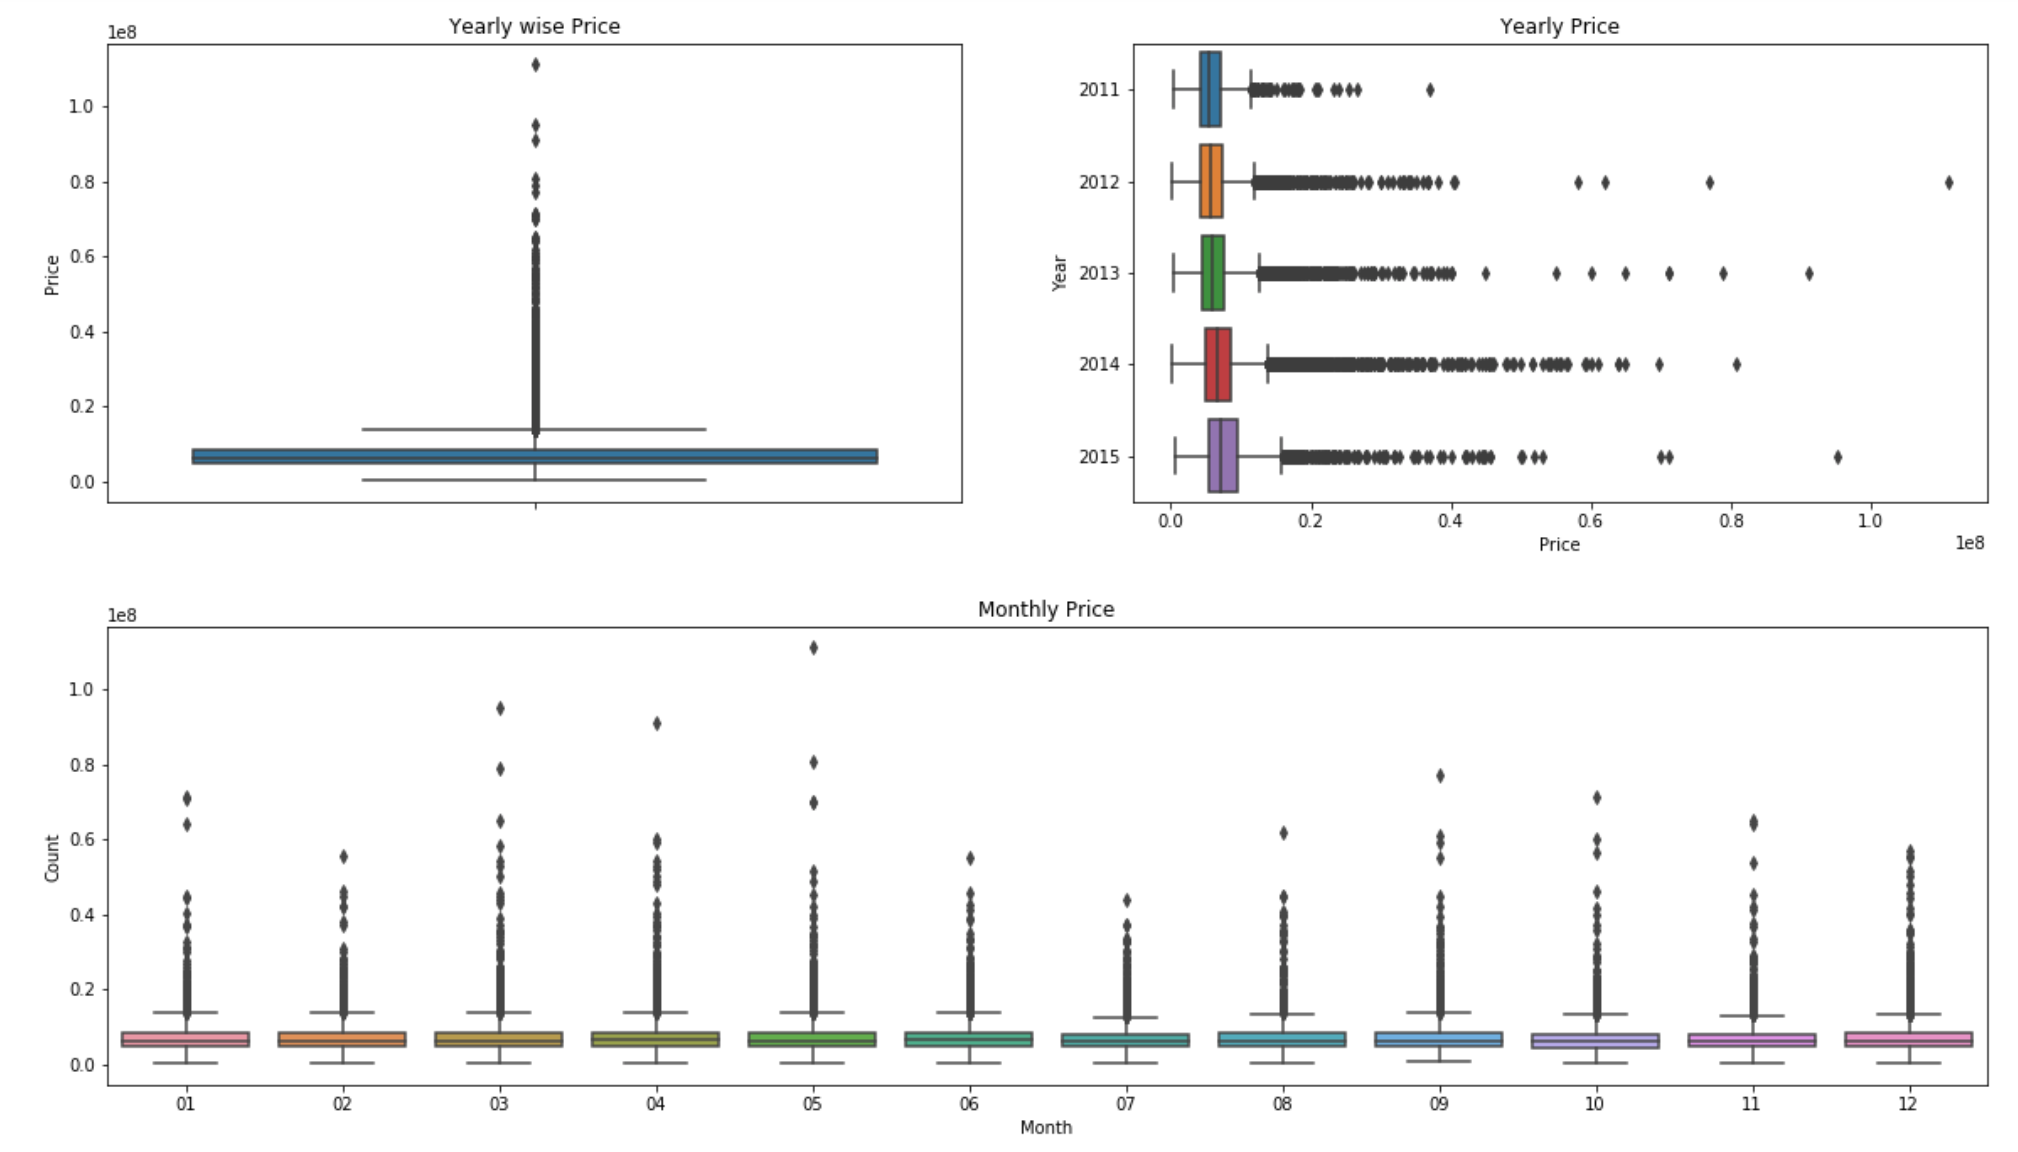 Yearly wise Price
1e8
1.0
0.8
0.6
0.4
0.2
0.0
Price
Yearly Price
2011
2012
2013
2014
2015
Year
0.0 0.2 0.4 0.6 0.8 1.0
Price
1e8
Monthly Price
1e8
1.0
0.8
0.6
0.4
0.2
0.0
Count
01 02 03 04 05 06 07 08 09 10 11 12
Month